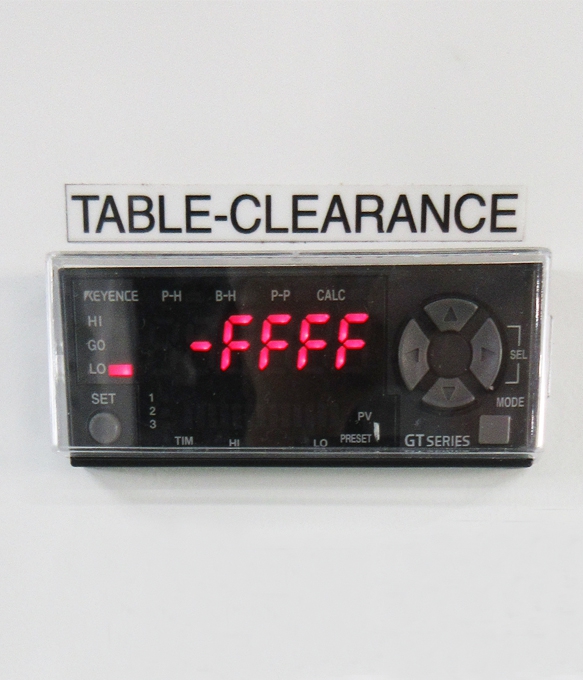 TABLE-CLEARANCE
KEYENCE P-H B-H P-P CALC
HI
GO
LO
-FFFF
SEL
SET
1
2
3
MODE
PV
TIM HI LO PRESET
GT SERIES